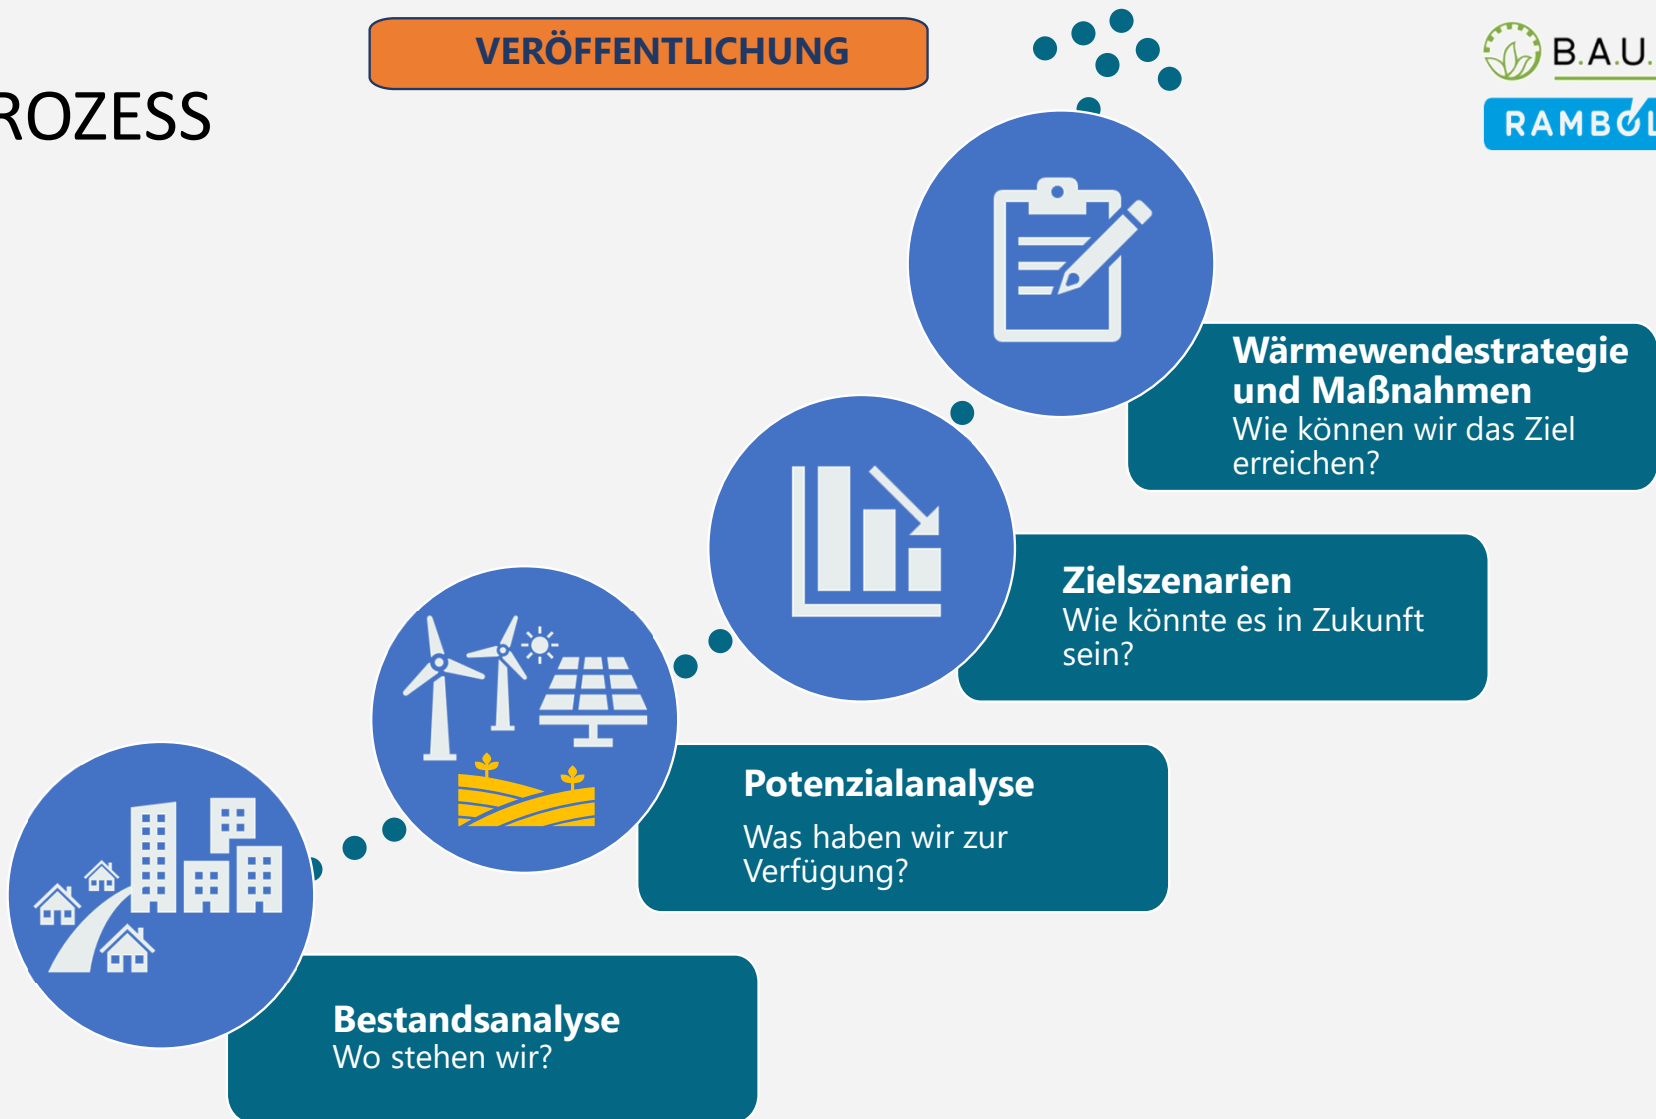 VERÖFFENTLICHUNG
ROZESS
B.A.U.
RAMBØL
Wärmewendestrategie
und Maßnahmen
Wie können wir das Ziel
erreichen?
Zielszenarien
Wie könnte es in Zukunft
sein?
Potenzialanalyse
Was haben wir zur
Verfügung?
Bestandsanalyse
Wo stehen wir?